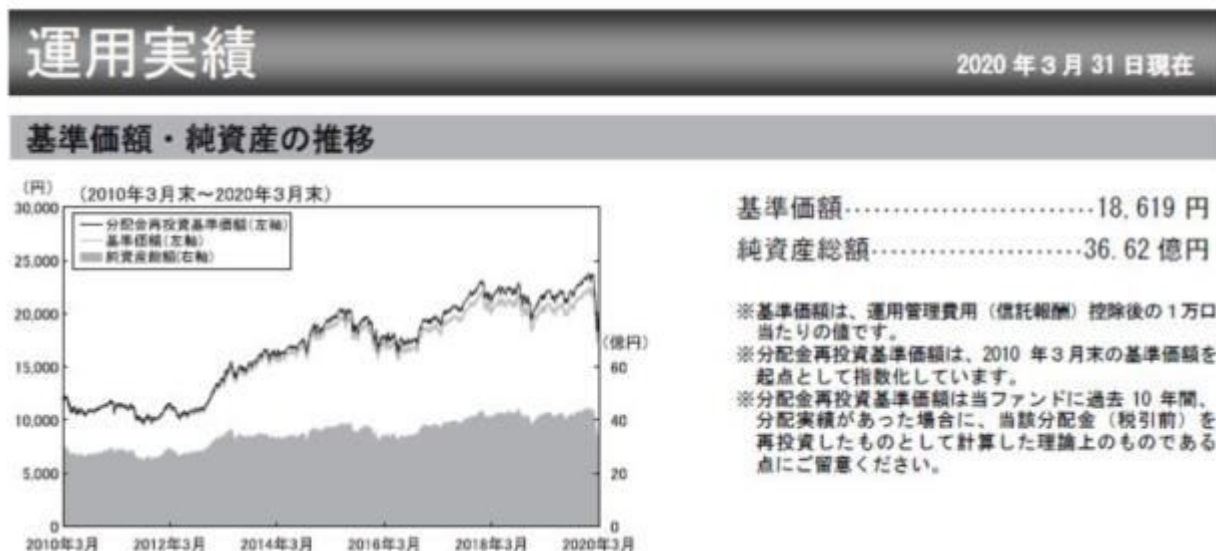 運用実績
2020 年 3 月 31 日現在
基準価額・純資産の推移
(円)
(2010年3月末～2020年3月末)
30,000
25,000
20,000
15,000
10,000
5,000
0
分配金再投資基準価額(左軸)
基準価額(左軸)
純資産総額(右軸)
(億円)
60
40
20
0
2010年3月
2012年3月
2014年3月
2016年3月
2018年3月
2020年3月
基準価額‥‥‥‥‥‥‥‥‥‥‥‥18,619 円
純資産総額‥‥‥‥‥‥‥‥‥‥36.62 億円
※基準価額は、運用管理費用（信託報酬）控除後の１万口
当たりの値です。
※分配金再投資基準価額は、2010 年３月末の基準価額を
起点として指数化しています。
※分配金再投資基準価額は当ファンドに過去 10 年間、
分配実績があった場合に、当該分配金（税引前）を
再投資したものとして計算した理論上のものである
点にご留意ください。